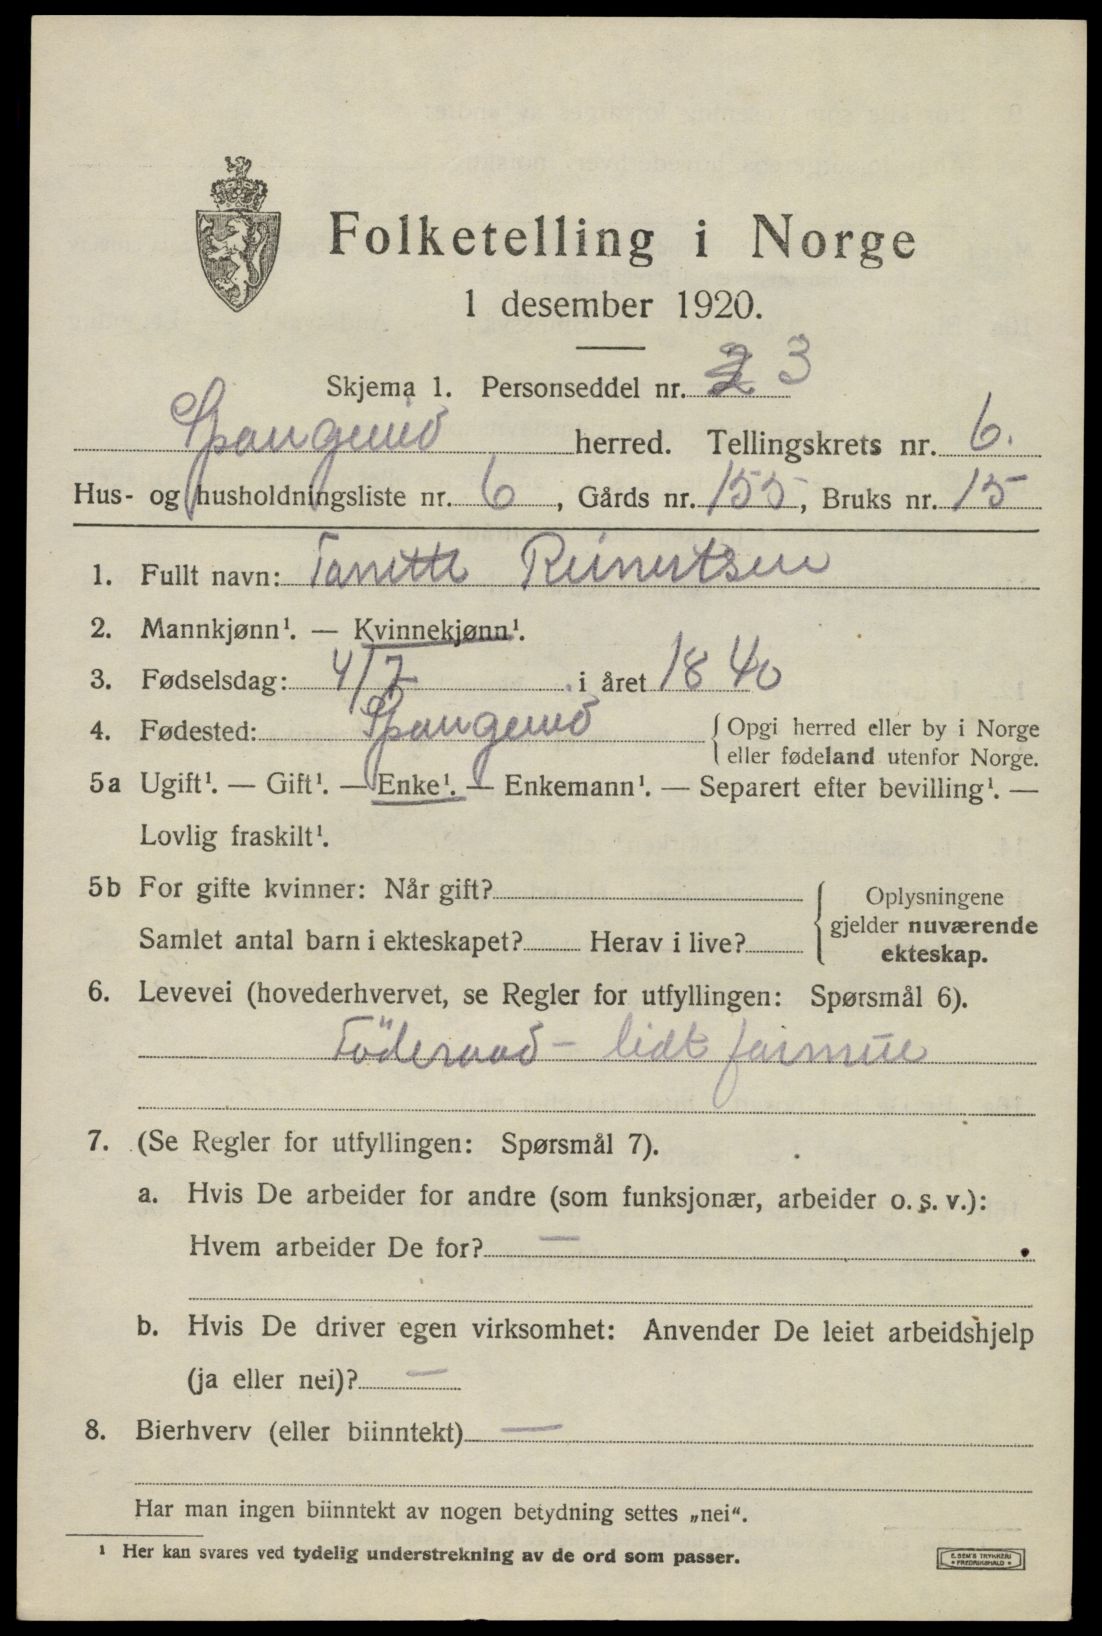 Folketelling i Norge
1 desember 1920.
Skjema 1. Personseddel nr. 3
Spangereid herred. Tellingskrets nr. 6.
Hus- og husholdningsliste nr. 6, Gårds nr. 155, Bruks nr. 15
1. Fullt navn: Tanette Reinertsen
2. Mannkjønn¹. — Kvinnekjønn¹.
3. Fødselsdag: 4/7 i året 1840
4. Fødested: Spangereid { Opgi herred eller by i Norge
eller fødeland utenfor Norge.
5a Ugift¹. — Gift¹. — Enke¹. — Enkemann¹. — Separert efter bevilling¹. —
Lovlig fraskilt¹.
5b For gifte kvinner: Når gift?
Samlet antal barn i ekteskapet? Herav i live?
{ Oplysningene
gjelder nuværende
ekteskap.
6. Levevei (hovederhvervet, se Regler for utfyllingen: Spørsmål 6).
Föderaad - lidt formue
7. (Se Regler for utfyllingen: Spørsmål 7).
a. Hvis De arbeider for andre (som funksjonær, arbeider o. s. v.):
Hvem arbeider De for? —
b. Hvis De driver egen virksomhet: Anvender De leiet arbeidshjelp
(ja eller nei)? —
8. Bierhverv (eller biinntekt) —
Har man ingen biinntekt av nogen betydning settes „nei“.
¹ Her kan svares ved tydelig understrekning av de ord som passer.
E. SEM'S TRYKKERI
• FREDRIKSHALD •